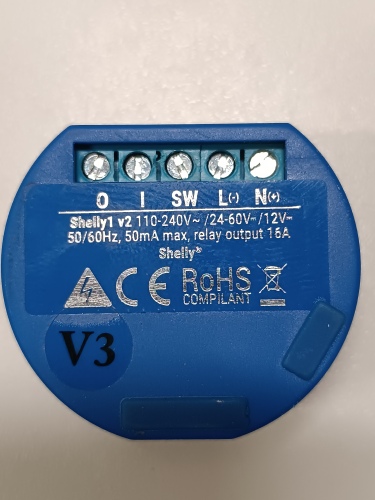 O I SW L(-) N(+)
Shelly1 v2 110-240V~ /24-60V⎓/12V⎓
50/60Hz, 50mA max, relay output 16A
Shelly®
CE RoHS
COMPILANT
V3